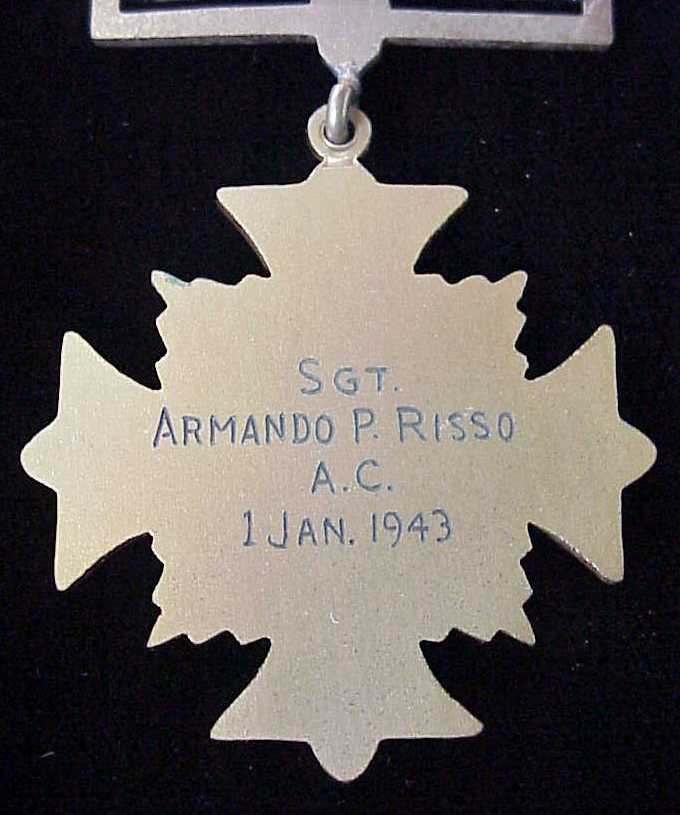 SGT.
ARMANDO P. RISSO
A.C.
1 JAN. 1943